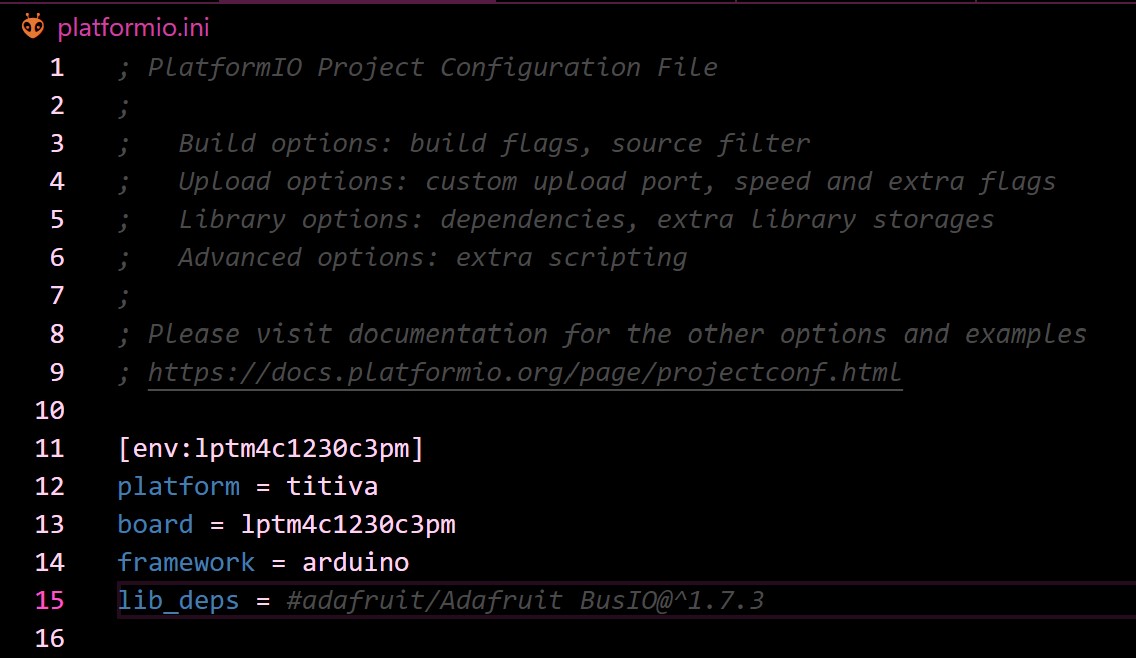 platformio.ini
1 ; PlatformIO Project Configuration File
2 ;
3 ;   Build options: build flags, source filter
4 ;   Upload options: custom upload port, speed and extra flags
5 ;   Library options: dependencies, extra library storages
6 ;   Advanced options: extra scripting
7 ;
8 ; Please visit documentation for the other options and examples
9 ; https://docs.platformio.org/page/projectconf.html
10
11 [env:lptm4c1230c3pm]
12 platform = titiva
13 board = lptm4c1230c3pm
14 framework = arduino
15 lib_deps = #adafruit/Adafruit BusIO@^1.7.3
16